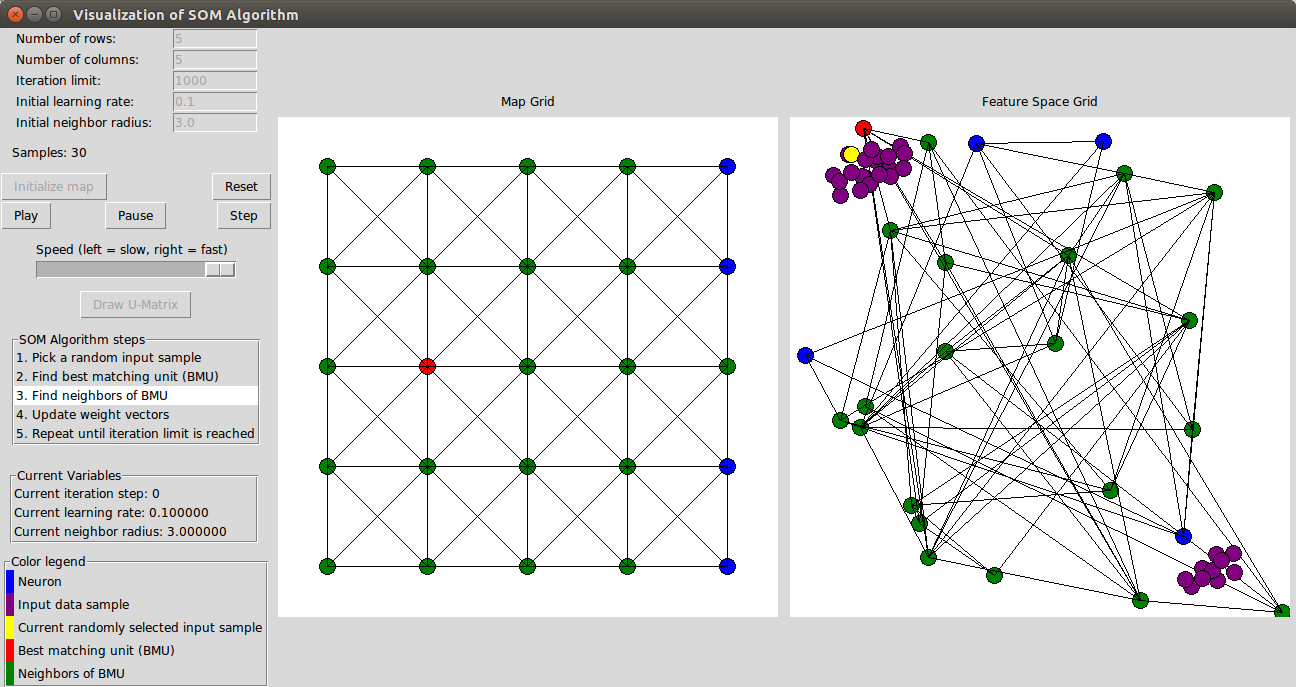 Visualization of SOM Algorithm
Number of rows: 5
Number of columns: 5
Iteration limit: 1000
Initial learning rate: 0.1
Initial neighbor radius: 3.0
Samples: 30
Initialize map
Reset
Play
Pause
Step
Speed (left = slow, right = fast)
Draw U-Matrix
SOM Algorithm steps
1. Pick a random input sample
2. Find best matching unit (BMU)
3. Find neighbors of BMU
4. Update weight vectors
5. Repeat until iteration limit is reached
Current Variables
Current iteration step: 0
Current learning rate: 0.100000
Current neighbor radius: 3.000000
Color legend
Neuron
Input data sample
Current randomly selected input sample
Best matching unit (BMU)
Neighbors of BMU
Map Grid
Feature Space Grid